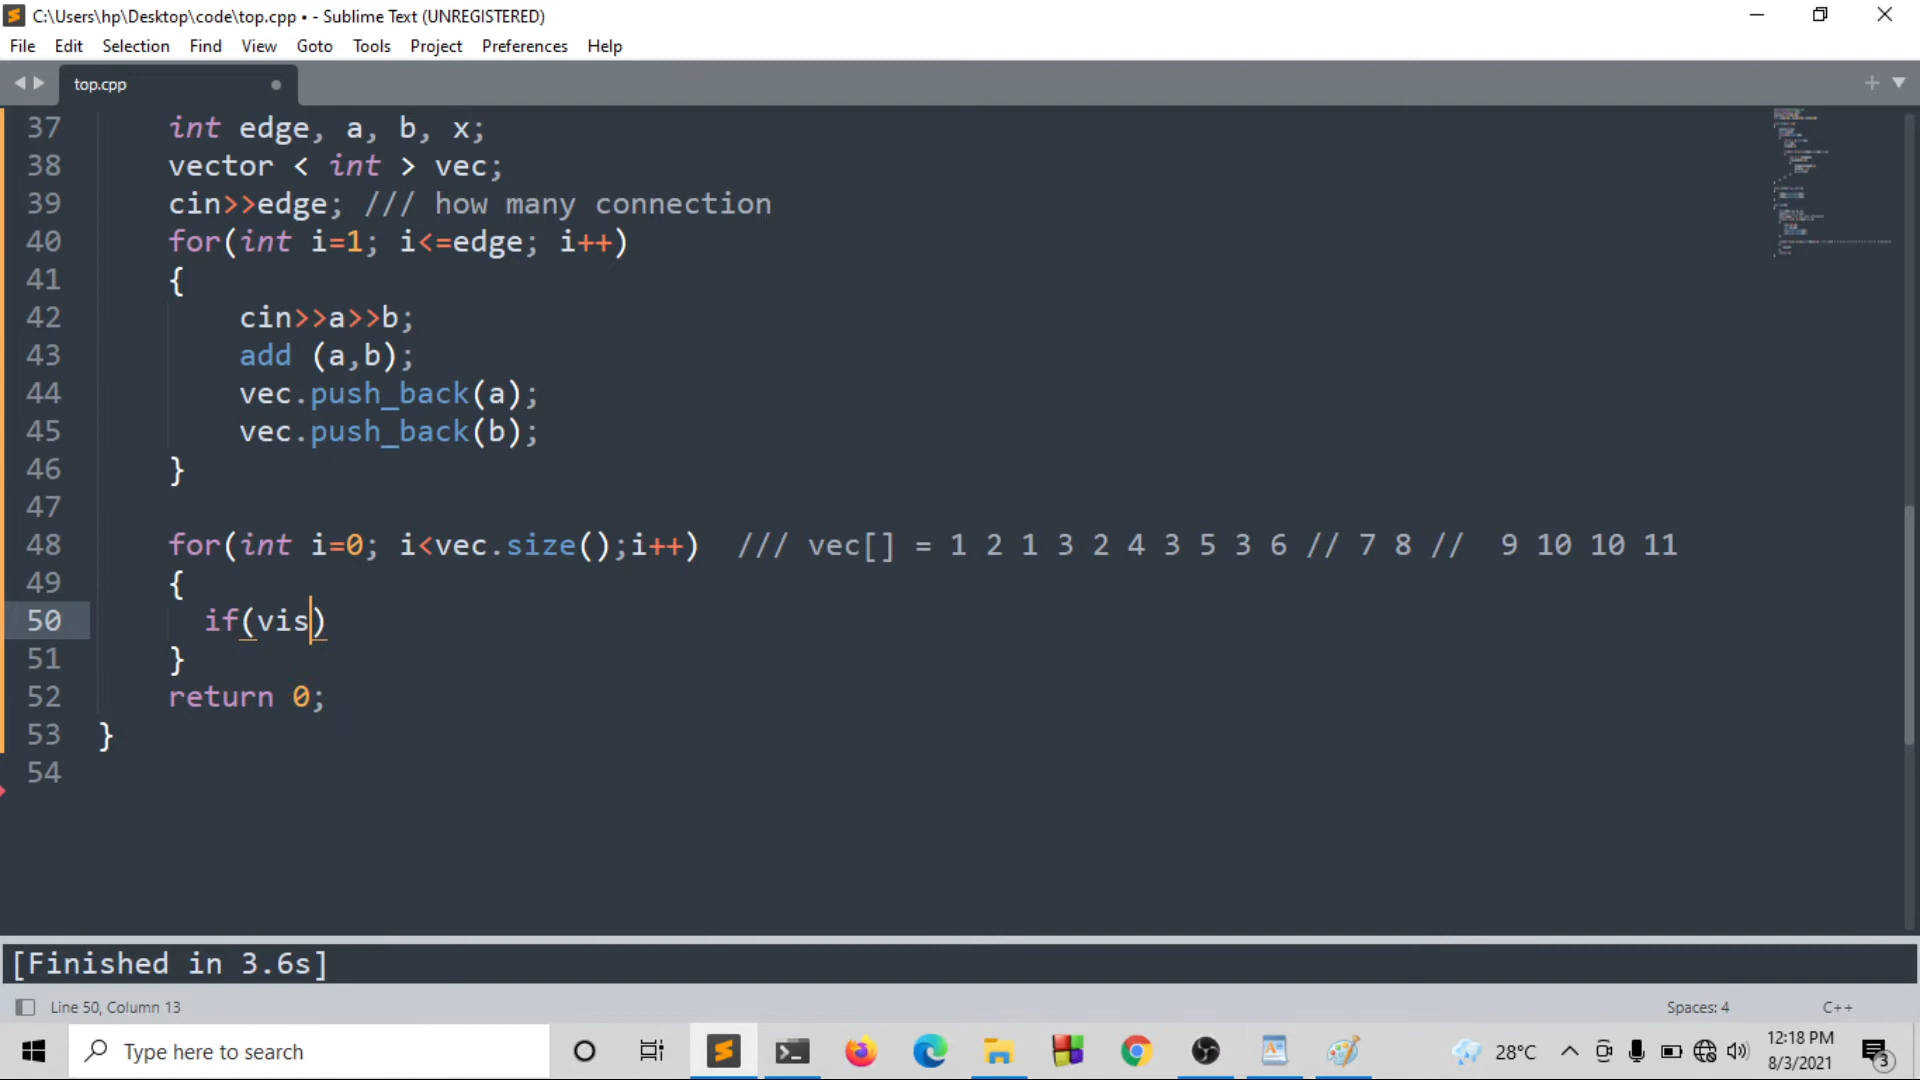 C:\Users\hp\Desktop\code\top.cpp • - Sublime Text (UNREGISTERED)
File Edit Selection Find View Goto Tools Project Preferences Help
top.cpp
37 int edge, a, b, x;
38 vector < int > vec;
39 cin>>edge; /// how many connection
40 for(int i=1; i<=edge; i++)
41 {
42 cin>>a>>b;
43 add (a,b);
44 vec.push_back(a);
45 vec.push_back(b);
46 }
47
48 for(int i=0; i<vec.size();i++) /// vec[] = 1 2 1 3 2 4 3 5 3 6 // 7 8 // 9 10 10 11
49 {
50 if(vis)
51 }
52 return 0;
53 }
54
[Finished in 3.6s]
Line 50, Column 13 Spaces: 4 C++
Type here to search 28°C 12:18 PM
8/3/2021 3